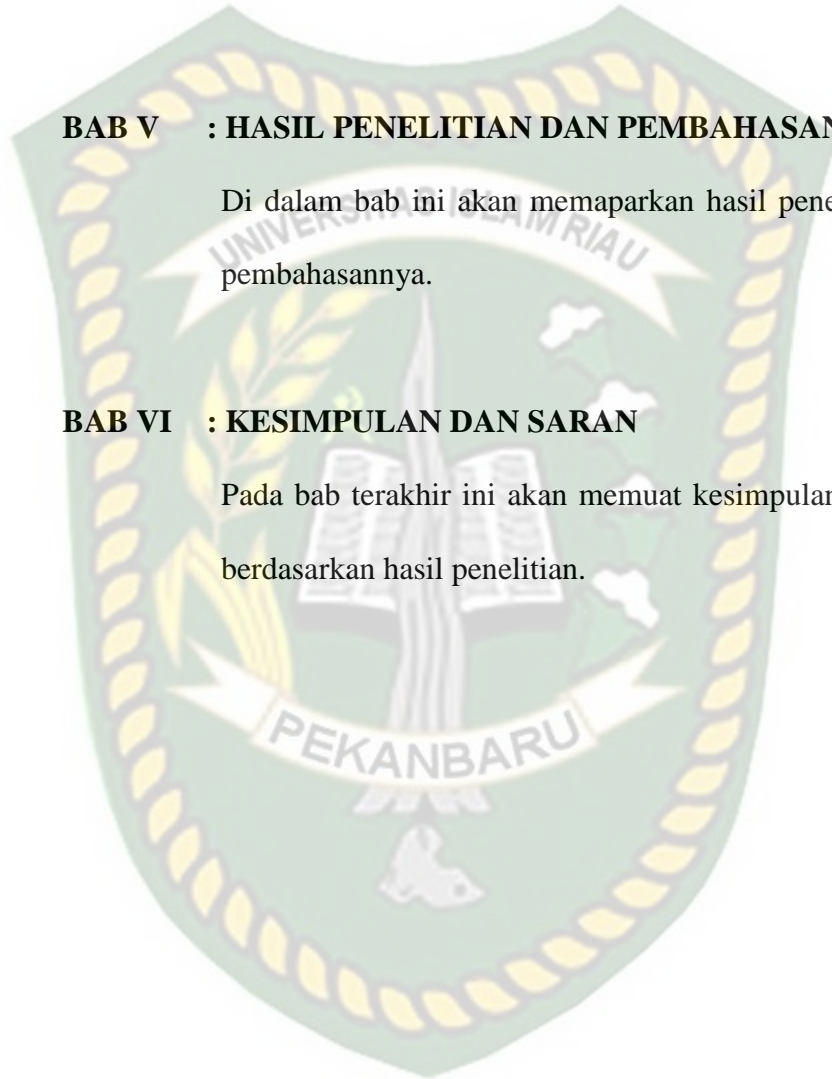 BAB V : HASIL PENELITIAN DAN PEMBAHASAN
Di dalam bab ini akan memaparkan hasil pene
UNIVERSITAS ISLAM RIAU
pembahasannya.
BAB VI : KESIMPULAN DAN SARAN
Pada bab terakhir ini akan memuat kesimpulan
berdasarkan hasil penelitian.
PEKANBARU